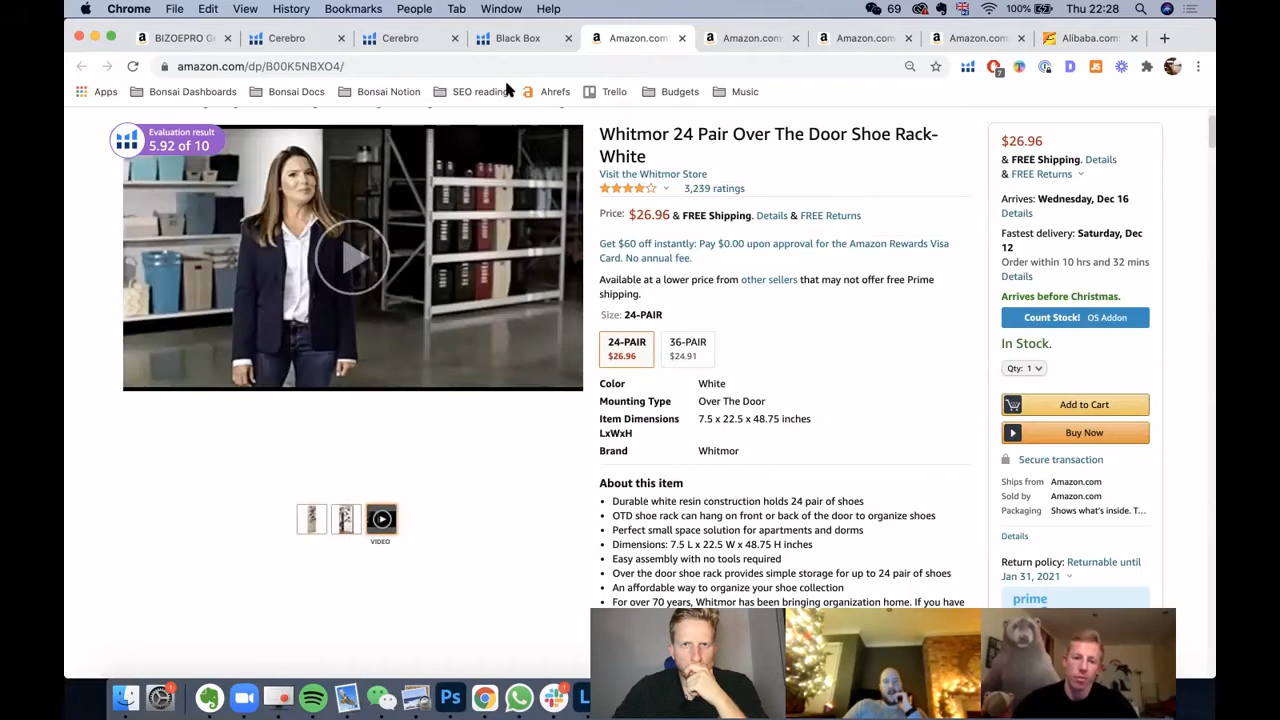 Chrome File Edit View History Bookmarks People Tab Window Help 69 100% Thu 22:28
BIZOEPRO Gr Cerebro Cerebro Black Box Amazon.com: Amazon.com: Amazon.com: Amazon.com: Alibaba.com:
amazon.com/dp/B00K5NBXO4/
7
Apps Bonsai Dashboards Bonsai Docs Bonsai Notion SEO reading Ahrefs Trello Budgets Music
Evaluation result
5.92 of 10
VIDEO
Whitmor 24 Pair Over The Door Shoe Rack-
White
Visit the Whitmor Store
3,239 ratings
Price: $26.96 & FREE Shipping. Details & FREE Returns
Get $60 off instantly: Pay $0.00 upon approval for the Amazon Rewards Visa
Card. No annual fee.
Available at a lower price from other sellers that may not offer free Prime
shipping.
Size: 24-PAIR
24-PAIR 36-PAIR
$26.96 $24.91
Color White
Mounting Type Over The Door
Item Dimensions 7.5 x 22.5 x 48.75 inches
LxWxH
Brand Whitmor
About this item
• Durable white resin construction holds 24 pair of shoes
• OTD shoe rack can hang on front or back of the door to organize shoes
• Perfect small space solution for apartments and dorms
• Dimensions: 7.5 L x 22.5 W x 48.75 H inches
• Easy assembly with no tools required
• Over the door shoe rack provides simple storage for up to 24 pair of shoes
• An affordable way to organize your shoe collection
• For over 70 years, Whitmor has been bringing organization home. If you have
$26.96
& FREE Shipping. Details
& FREE Returns
Arrives: Wednesday, Dec 16
Details
Fastest delivery: Saturday, Dec
12
Order within 10 hrs and 32 mins
Details
Arrives before Christmas.
Count Stock! OS Addon
In Stock.
Qty: 1
Add to Cart
Buy Now
Secure transaction
Ships from Amazon.com
Sold by Amazon.com
Packaging Shows what's inside. T...
Details
Return policy: Returnable until
Jan 31, 2021
prime
1 Ps 1 L